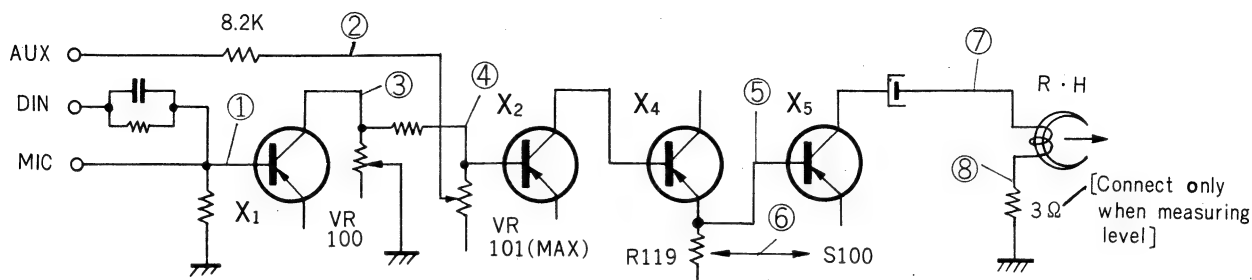 8.2K
②
⑦
AUX
DIN
③
④
⑤
R · H
①
X2
X4
X5
MIC
⑧
X1
VR
100
VR
101(MAX)
R119
⑥
S100
3Ω
[Connect only
when measuring
level]